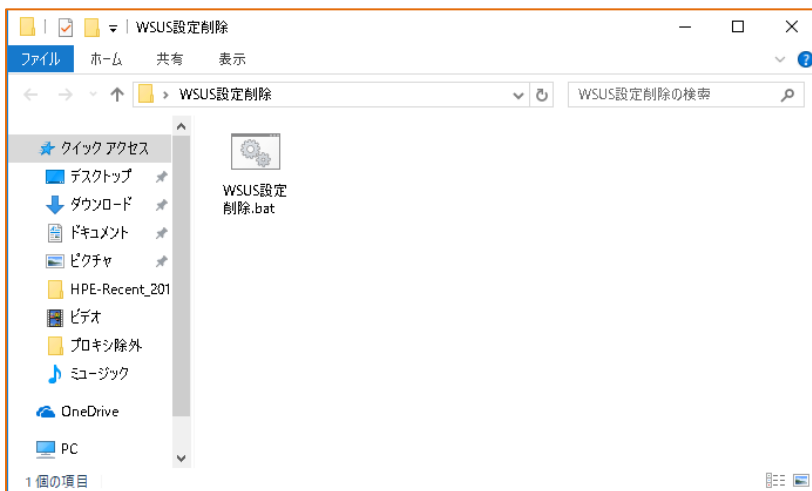 WSUS設定削除
ファイル ホーム 共有 表示
WSUS設定削除 WSUS設定削除の検索
クイック アクセス
デスクトップ
ダウンロード
ドキュメント
ピクチャ
HPE-Recent_201
ビデオ
プロキシ除外
ミュージック
OneDrive
PC
WSUS設定
削除.bat
1 個の項目